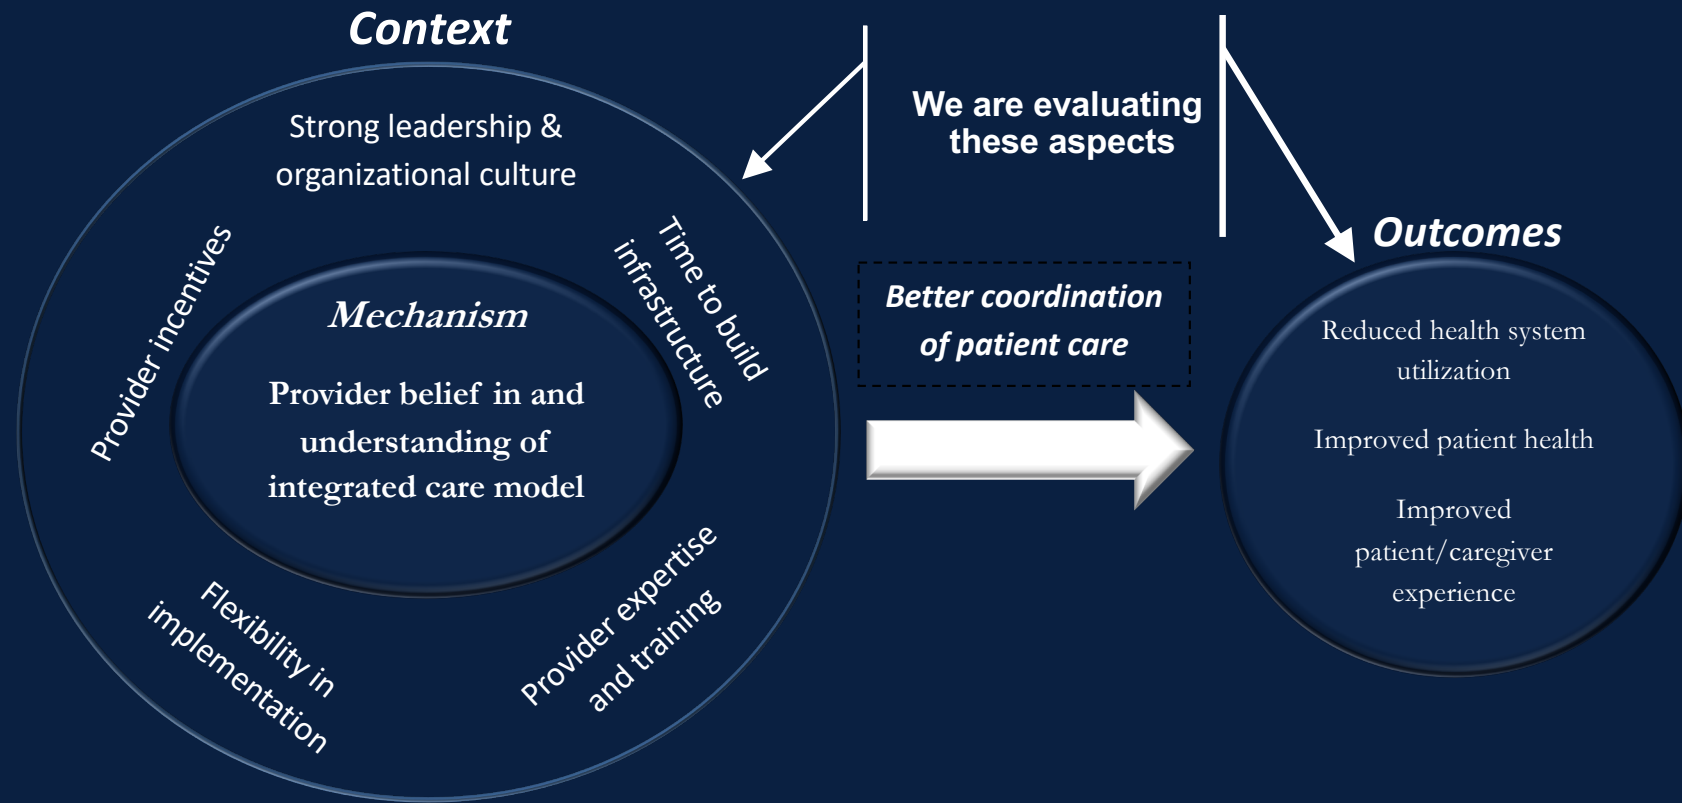 Context
Strong leadership &
organizational culture
Provider incentives
Time to build
infrastructure
Mechanism
Provider belief in and
understanding of
integrated care model
Flexibility in
implementation
Provider expertise
and training
We are evaluating
these aspects
Better coordination
of patient care
Outcomes
Reduced health system
utilization
Improved patient health
Improved
patient/caregiver
experience